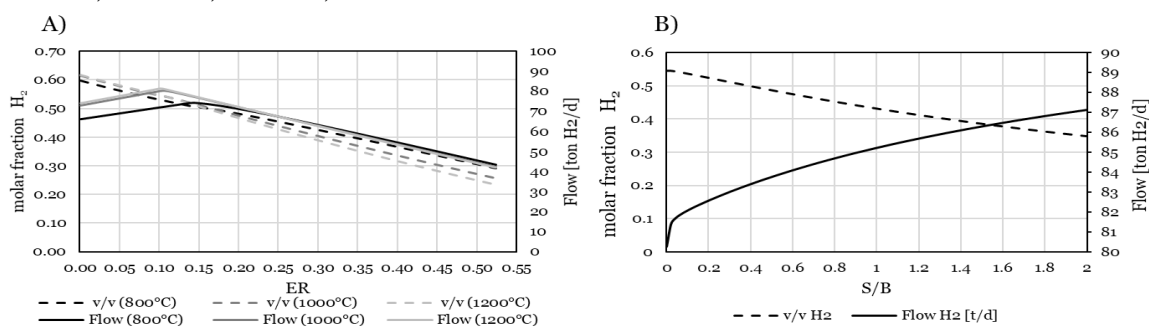 A)
B)
molar fraction H₂
0.70
0.60
0.50
0.40
0.30
0.20
0.10
0.00
100
90
80
70
60
50
40
30
20
10
0
Flow [ton H2/d]
0.00 0.05 0.10 0.15 0.20 0.25 0.30 0.35 0.40 0.45 0.50 0.55
ER
v/v (800°C) v/v (1000°C) v/v (1200°C)
Flow (800°C) Flow (1000°C) Flow (1200°C)
molar fraction H₂
0.6
0.5
0.4
0.3
0.2
0.1
0
90
89
88
87
86
85
84
83
82
81
80
Flow [ton H2/d]
0 0.2 0.4 0.6 0.8 1 1.2 1.4 1.6 1.8 2
S/B
v/v H2 Flow H2 [t/d]